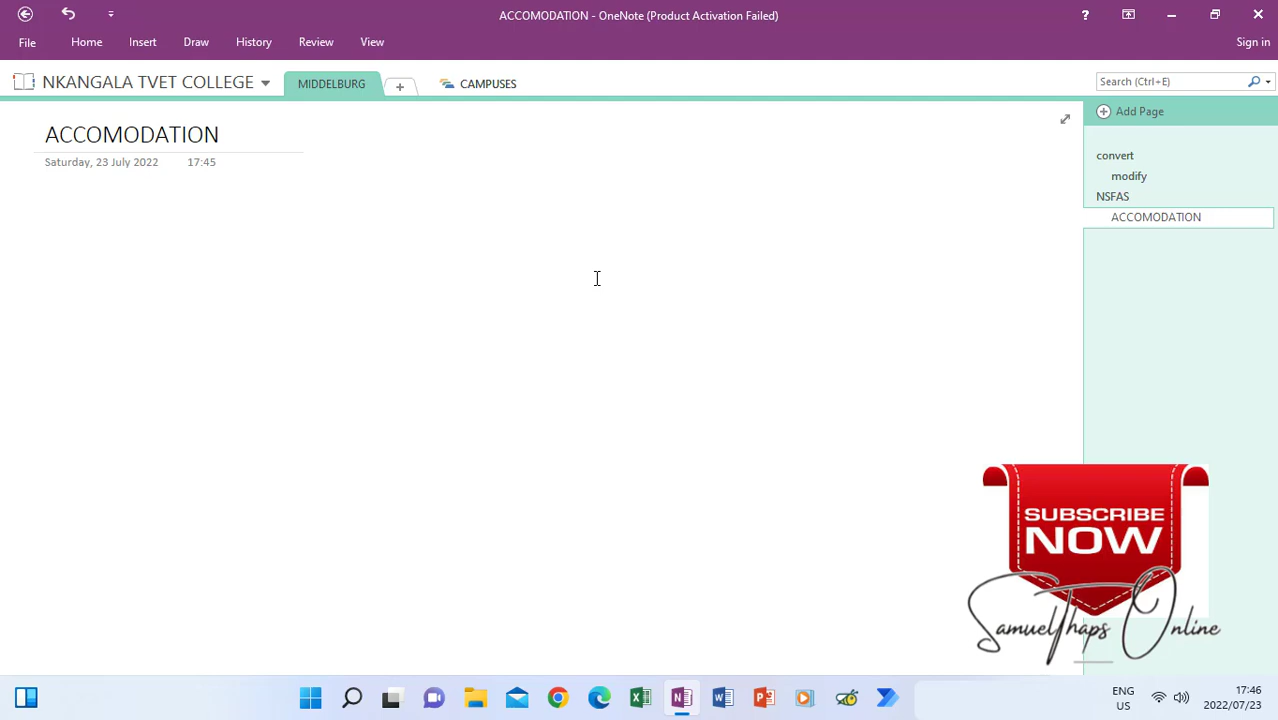 ACCOMODATION - OneNote (Product Activation Failed)
?
File Home Insert Draw History Review View
Sign in
NKANGALA TVET COLLEGE
MIDDELBURG
+
CAMPUSES
Search (Ctrl+E)
Add Page
ACCOMODATION
Saturday, 23 July 2022 17:45
convert
modify
NSFAS
ACCOMODATION
SUBSCRIBE
NOW
SamuelThaps Online
ENG
US
17:46
2022/07/23